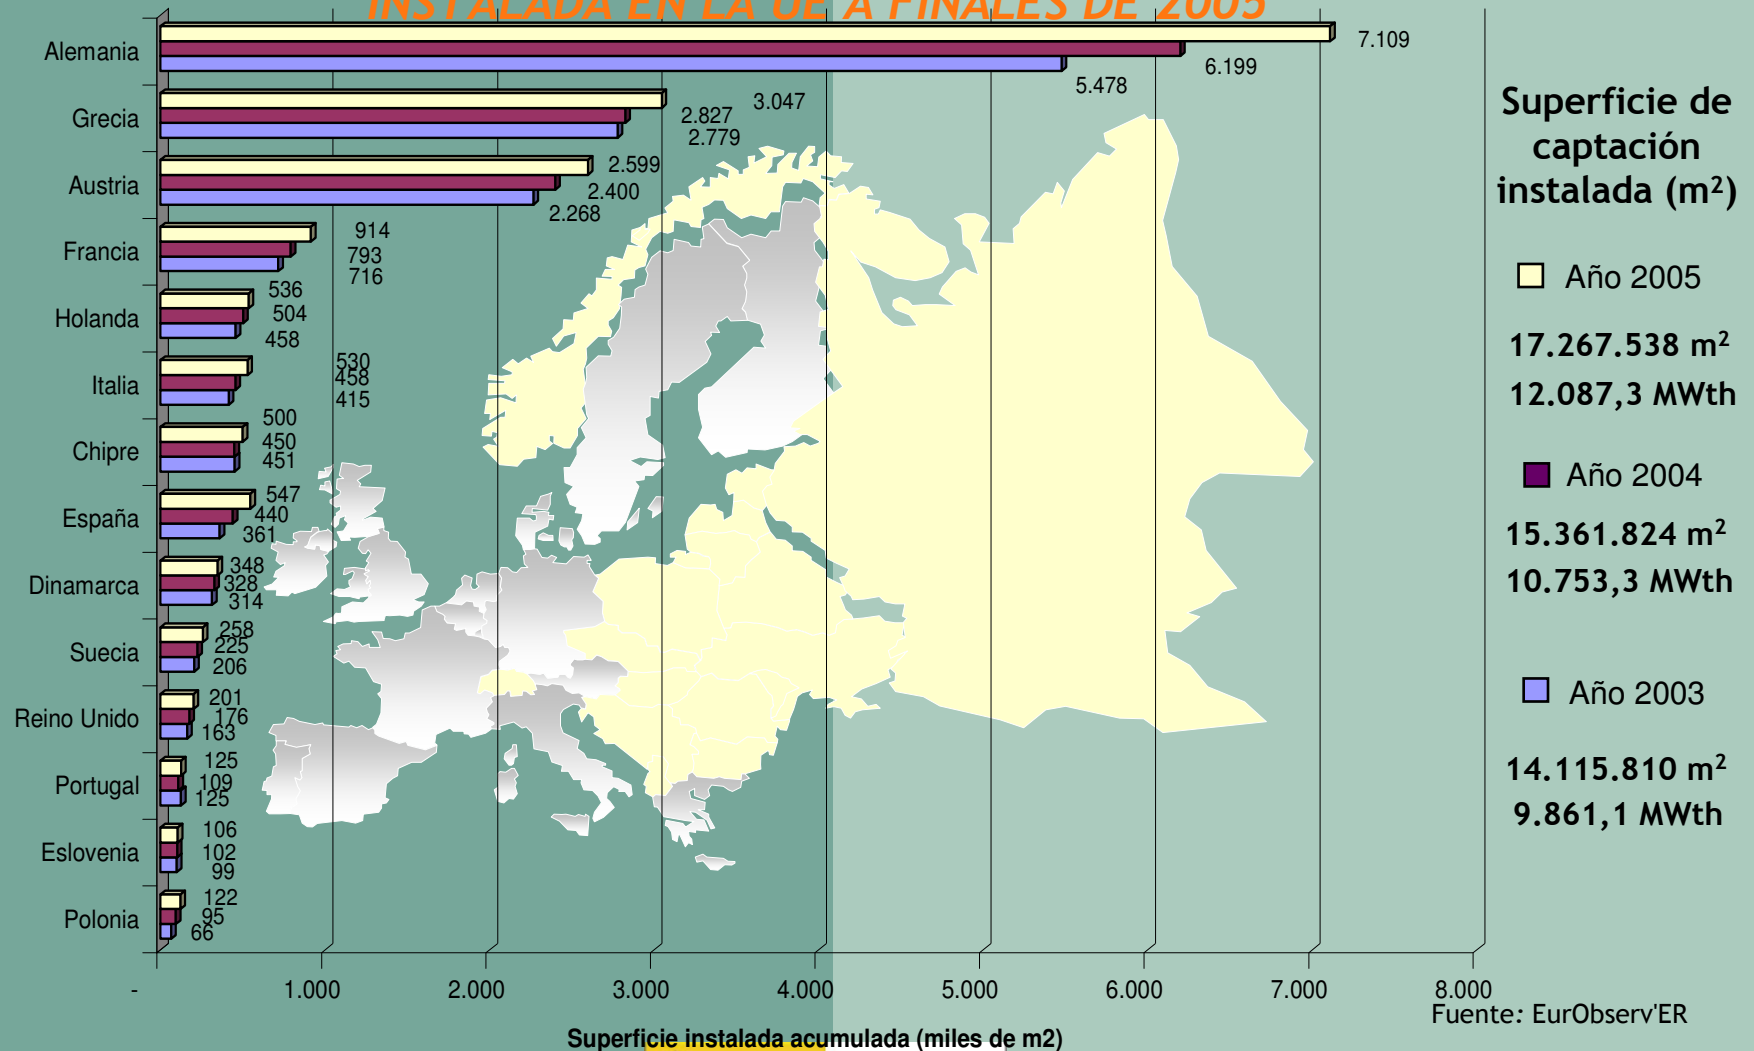 INSTALADA EN LA UE A FINALES DE 2005
Alemania
7.109
6.199
5.478
Grecia
3.047
2.827
2.779
Austria
2.599
2.400
2.268
Francia
914
793
716
Holanda
536
504
458
Italia
530
458
415
Chipre
500
450
451
España
547
440
361
Dinamarca
348
328
314
Suecia
258
225
206
Reino Unido
201
176
163
Portugal
125
109
125
Eslovenia
106
102
99
Polonia
122
95
66
-
1.000
2.000
3.000
4.000
5.000
6.000
7.000
8.000
Superficie instalada acumulada (miles de m2)
Superficie de
captación
instalada (m²)
Año 2005
17.267.538 m²
12.087,3 MWth
Año 2004
15.361.824 m²
10.753,3 MWth
Año 2003
14.115.810 m²
9.861,1 MWth
Fuente: EurObserv'ER